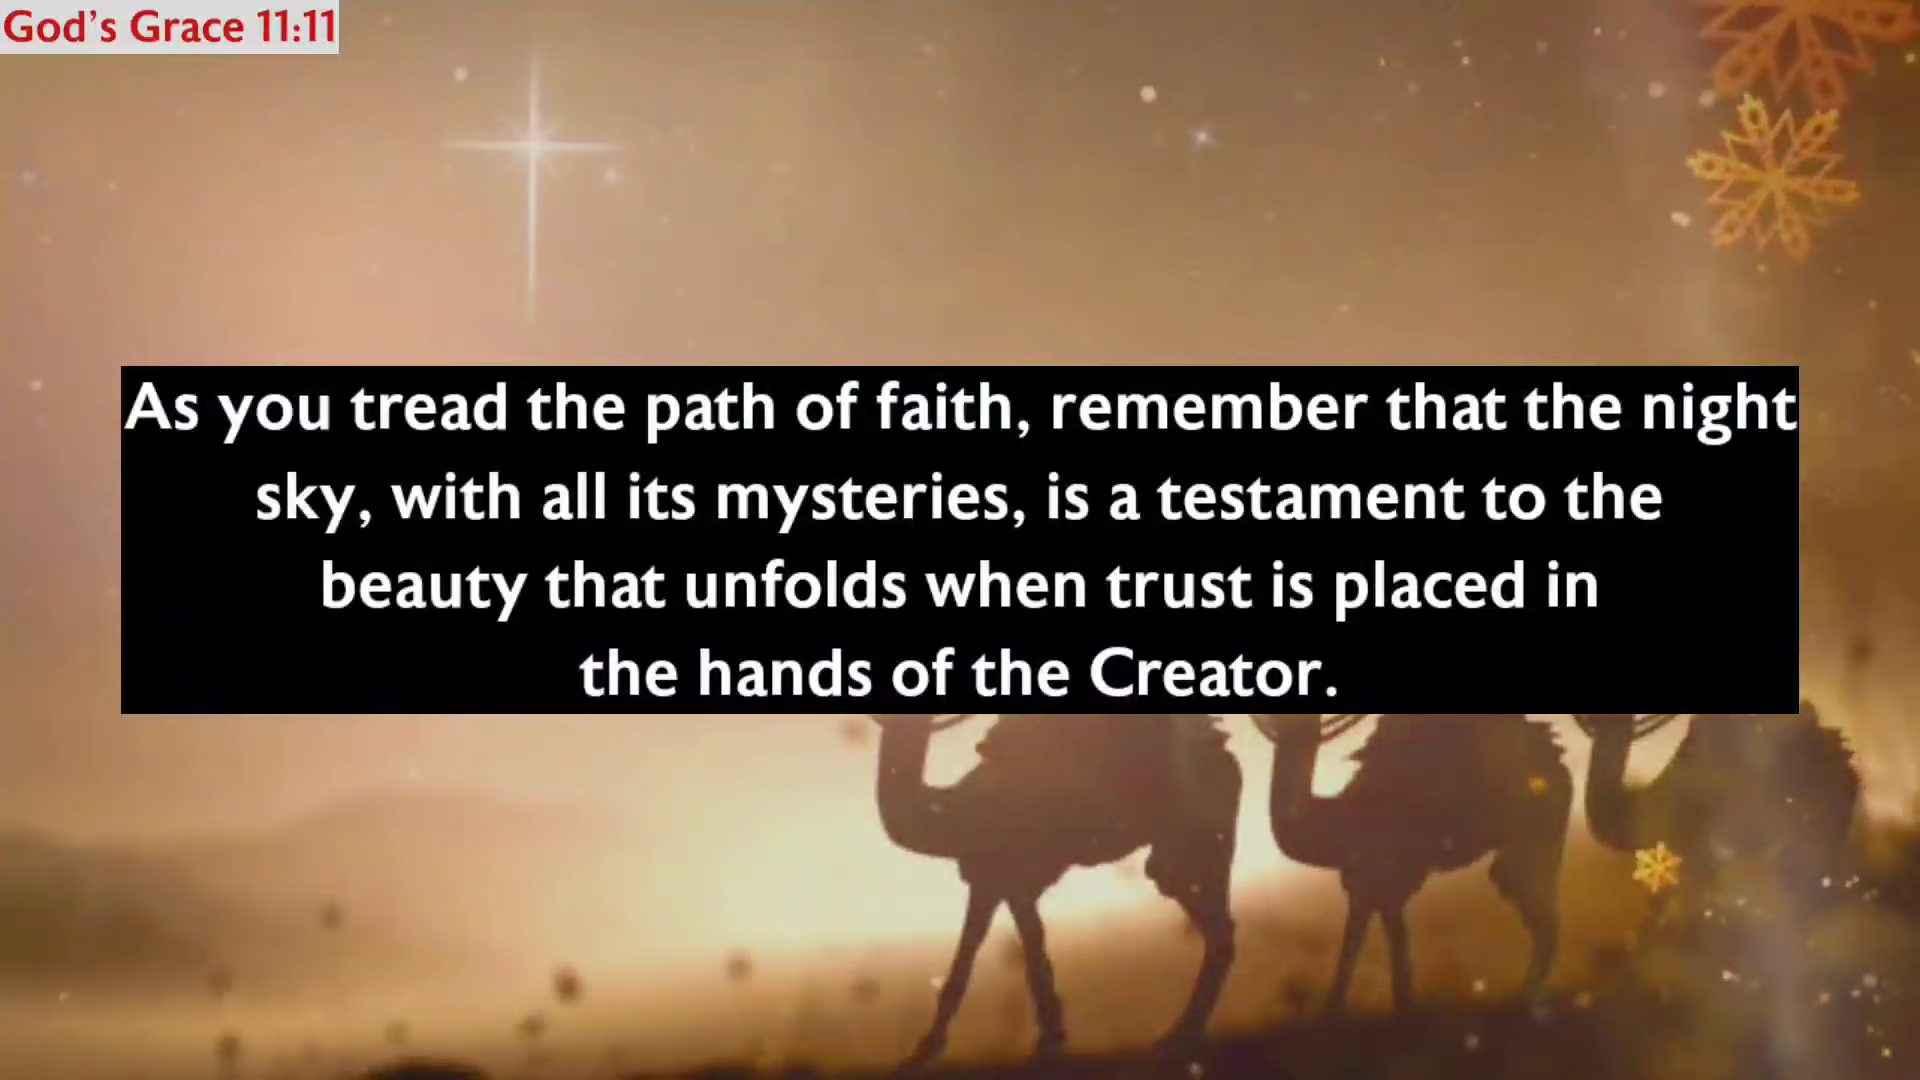 God's Grace 11:11
As you tread the path of faith, remember that the night
sky, with all its mysteries, is a testament to the
beauty that unfolds when trust is placed in
the hands of the Creator.